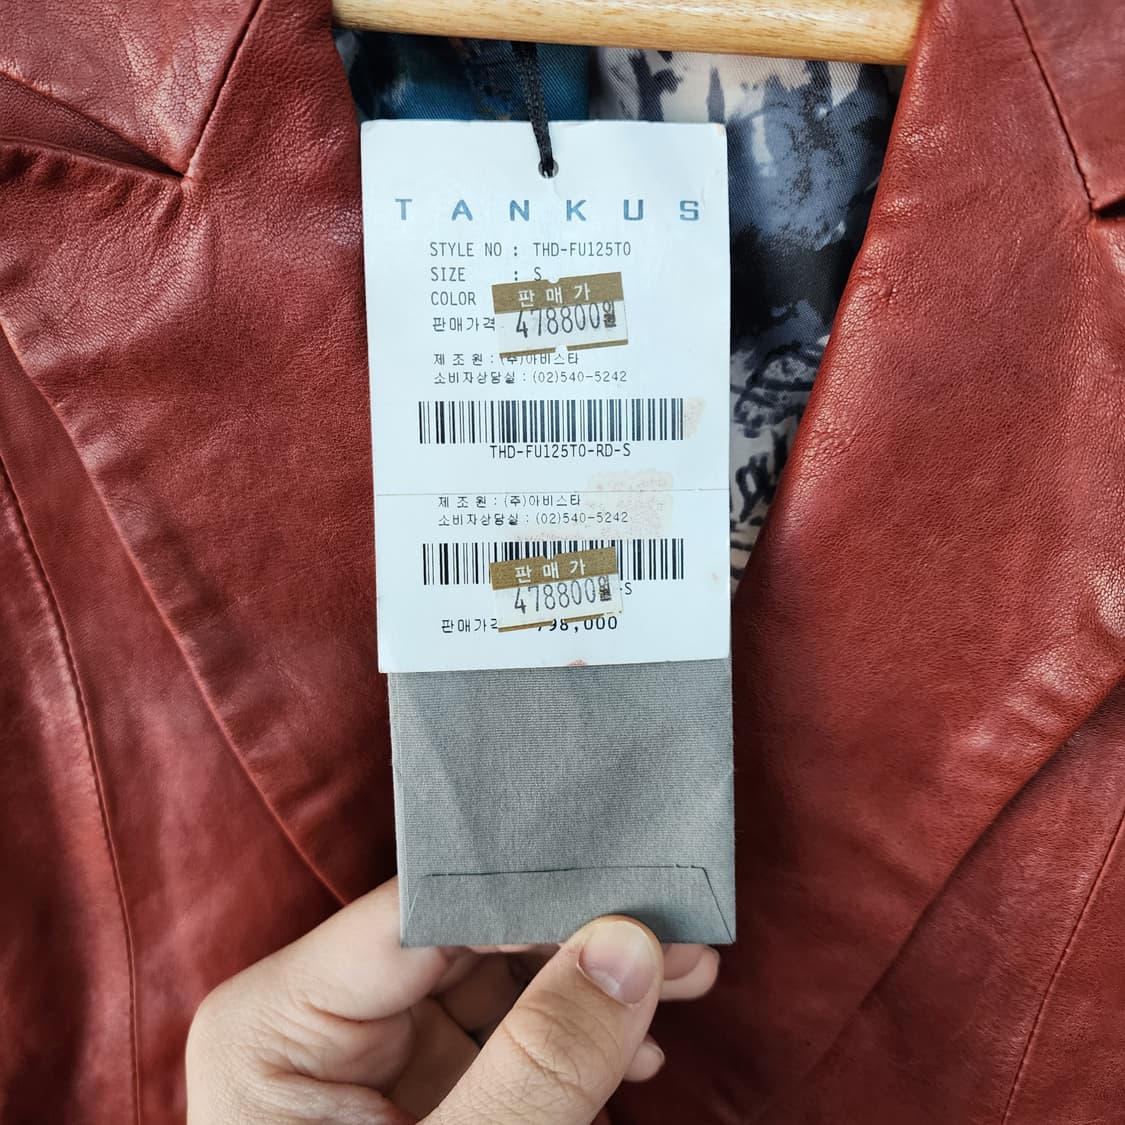 TANKUS
STYLE NO : THD-FU125TO
SIZE : S
COLOR
판매가
판매가격
478800원
제조원 : (주)아비스타
소비자상담실 : (02)540-5242
THD-FU125TO-RD-S
제조원 : (주)아비스타
소비자상담실 : (02)540-5242
판매가
478800원
-S
판매가격 798,000